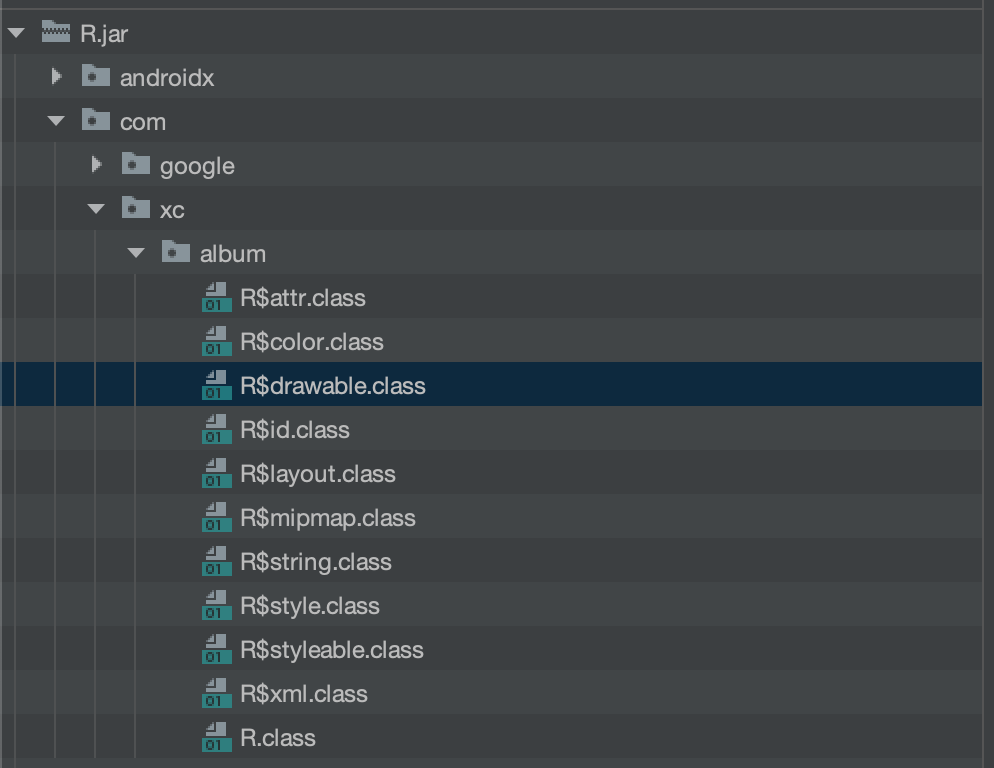 R.jar
androidx
com
google
xc
album
01 R$attr.class
01 R$color.class
01 R$drawable.class
01 R$id.class
01 R$layout.class
01 R$mipmap.class
01 R$string.class
01 R$style.class
01 R$styleable.class
01 R$xml.class
01 R.class